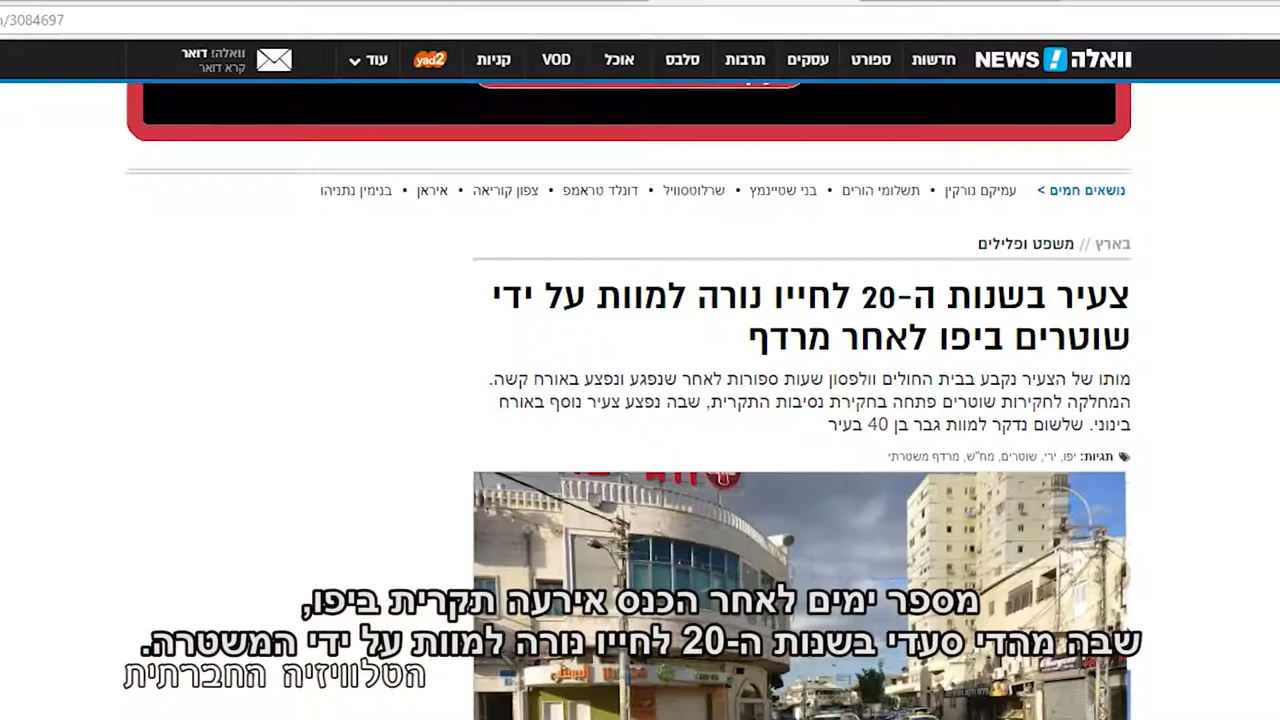 n/3084697
וואלה! NEWS חדשות ספורט עסקים תרבות סלבס אוכל VOD קניות yad2 עוד וואלה! דואר
קרא דואר
נושאים חמים > עמיקם נורקין • תשלומי הורים • בני שטיינמץ • שרלוטסוויל • דונלד טראמפ • צפון קוריאה • איראן • בנימין נתניהו
בארץ // משפט ופלילים
צעיר בשנות ה-20 לחייו נורה למוות על ידי
שוטרים ביפו לאחר מרדף
מותו של הצעיר נקבע בבית החולים וולפסון שעות ספורות לאחר שנפגע ונפצע באורח קשה.
המחלקה לחקירות שוטרים פתחה בחקירת נסיבות התקרית, שבה נפצע צעיר נוסף באורח
בינוני. שלשום נדקר למוות גבר בן 40 בעיר
תגיות: יפו, ירי, שוטרים, מח"ש, מרדף משטרתי
מספר ימים לאחר הכנס אירעה תקרית ביפו,
שבה מהדי סעדי בשנות ה-20 לחייו נורה למוות על ידי המשטרה.
הטלוויזיה החברתית